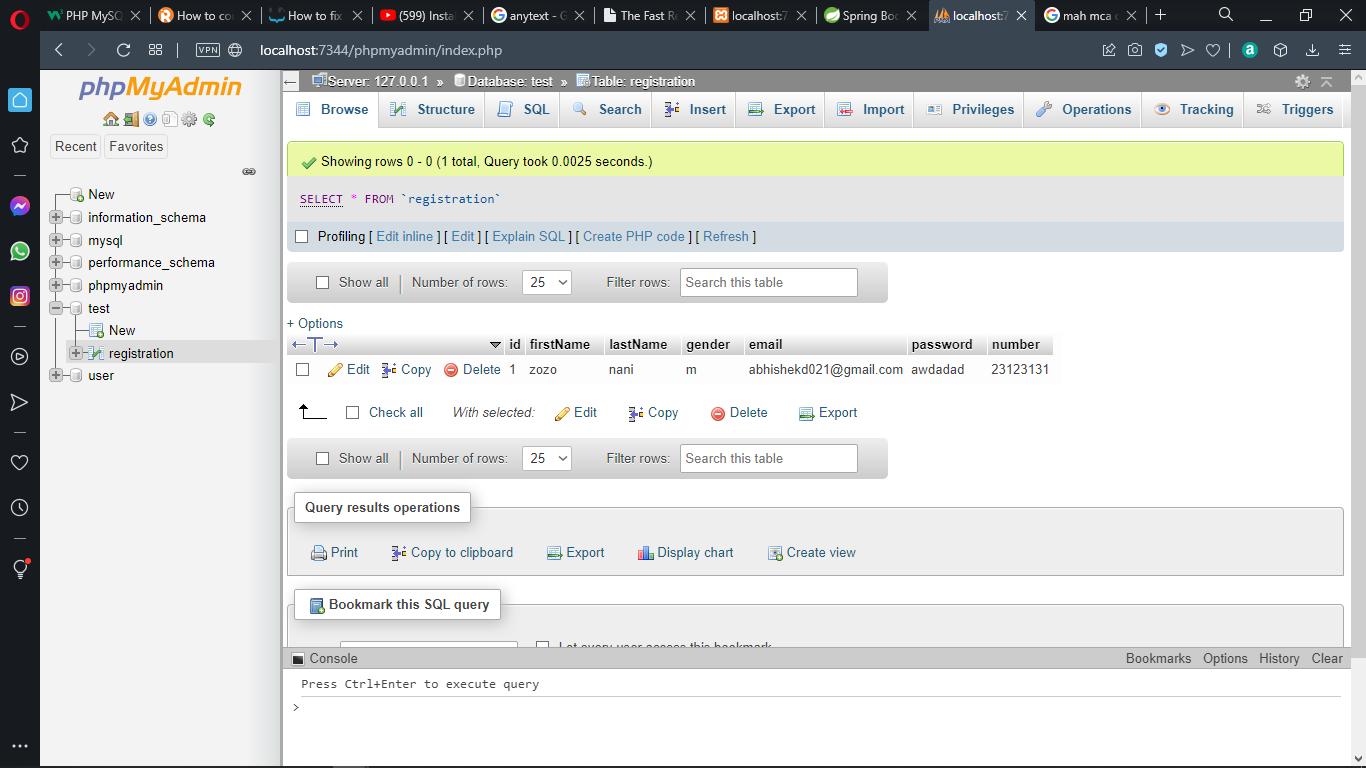 PHP MySQ
How to co
How to fix
(599) Insta
anytext - G
The Fast R
localhost:7
Spring Boo
localhost:7
mah mca c
VPN
localhost:7344/phpmyadmin/index.php
a
phpMyAdmin
Recent
Favorites
New
information_schema
mysql
performance_schema
phpmyadmin
test
New
registration
user
Server: 127.0.0.1 » Database: test » Table: registration
Browse
Structure
SQL
Search
Insert
Export
Import
Privileges
Operations
Tracking
Triggers
Showing rows 0 - 0 (1 total, Query took 0.0025 seconds.)
SELECT * FROM `registration`
Profiling [ Edit inline ] [ Edit ] [ Explain SQL ] [ Create PHP code ] [ Refresh ]
Show all | Number of rows: 25 Filter rows: Search this table
+ Options
id firstName lastName gender email password number
Edit Copy Delete 1 zozo nani m abhishekd021@gmail.com awdadad 23123131
Check all With selected: Edit Copy Delete Export
Show all | Number of rows: 25 Filter rows: Search this table
Query results operations
Print Copy to clipboard Export Display chart Create view
Bookmark this SQL query
Let every user access this bookmark
Console
Bookmarks Options History Clear
Press Ctrl+Enter to execute query
>